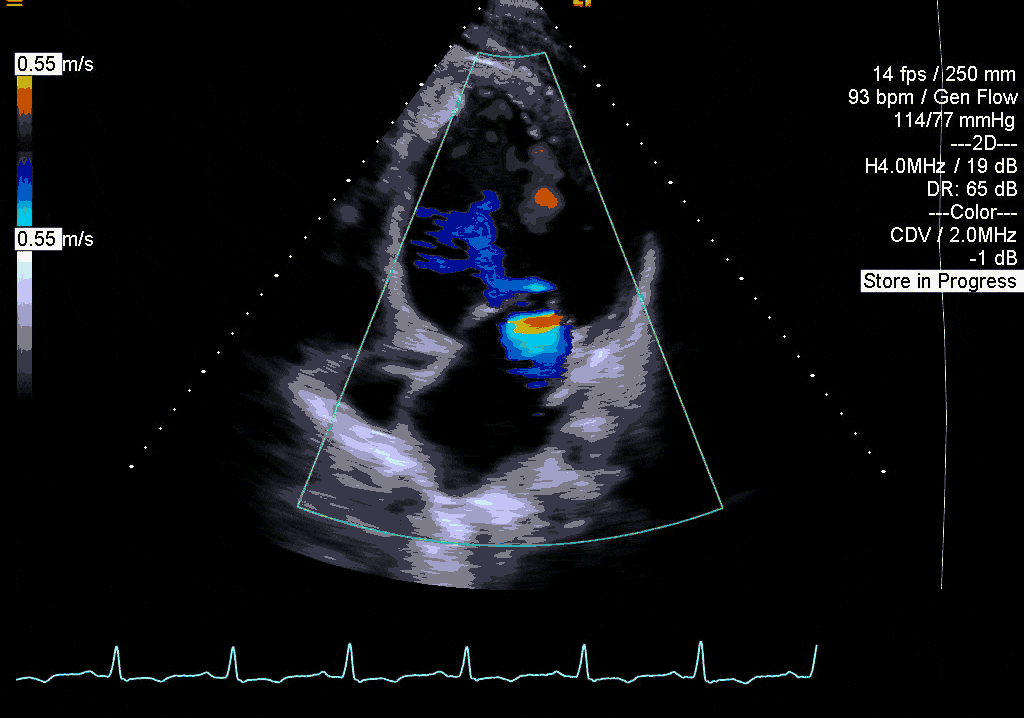 0.55 m/s
0.55 m/s
14 fps / 250 mm
93 bpm / Gen Flow
114/77 mmHg
---2D---
H4.0MHz / 19 dB
DR: 65 dB
---Color---
CDV / 2.0MHz
-1 dB
Store in Progress